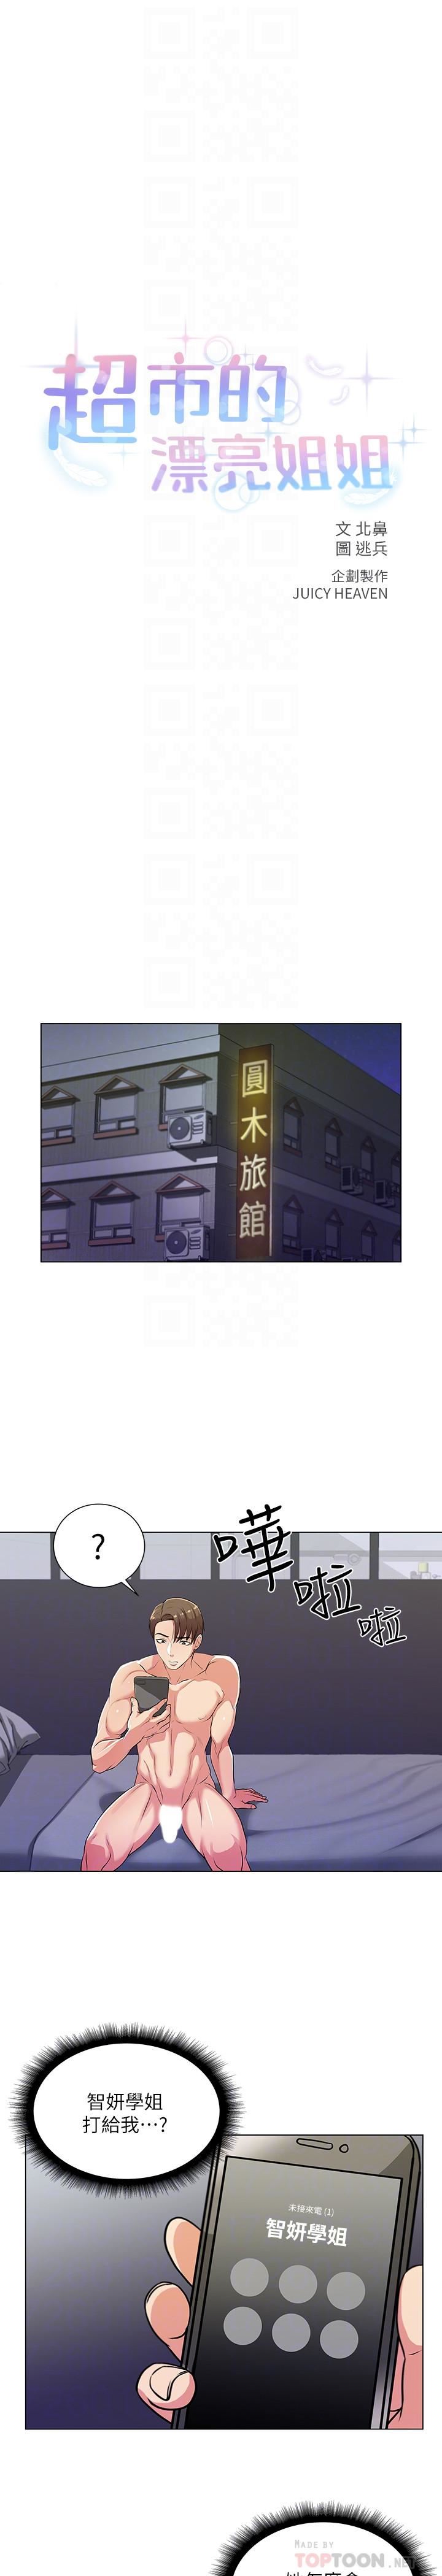 超市的
漂亮姐姐
文 北鼻
圖 逃兵
企劃製作
JUICY HEAVEN
圓木旅館
?
嘩
啦
啦
智妍學姐
打給我…?
未接來電 (1)
智妍學姐
MADE BY
TOPTOON.NET